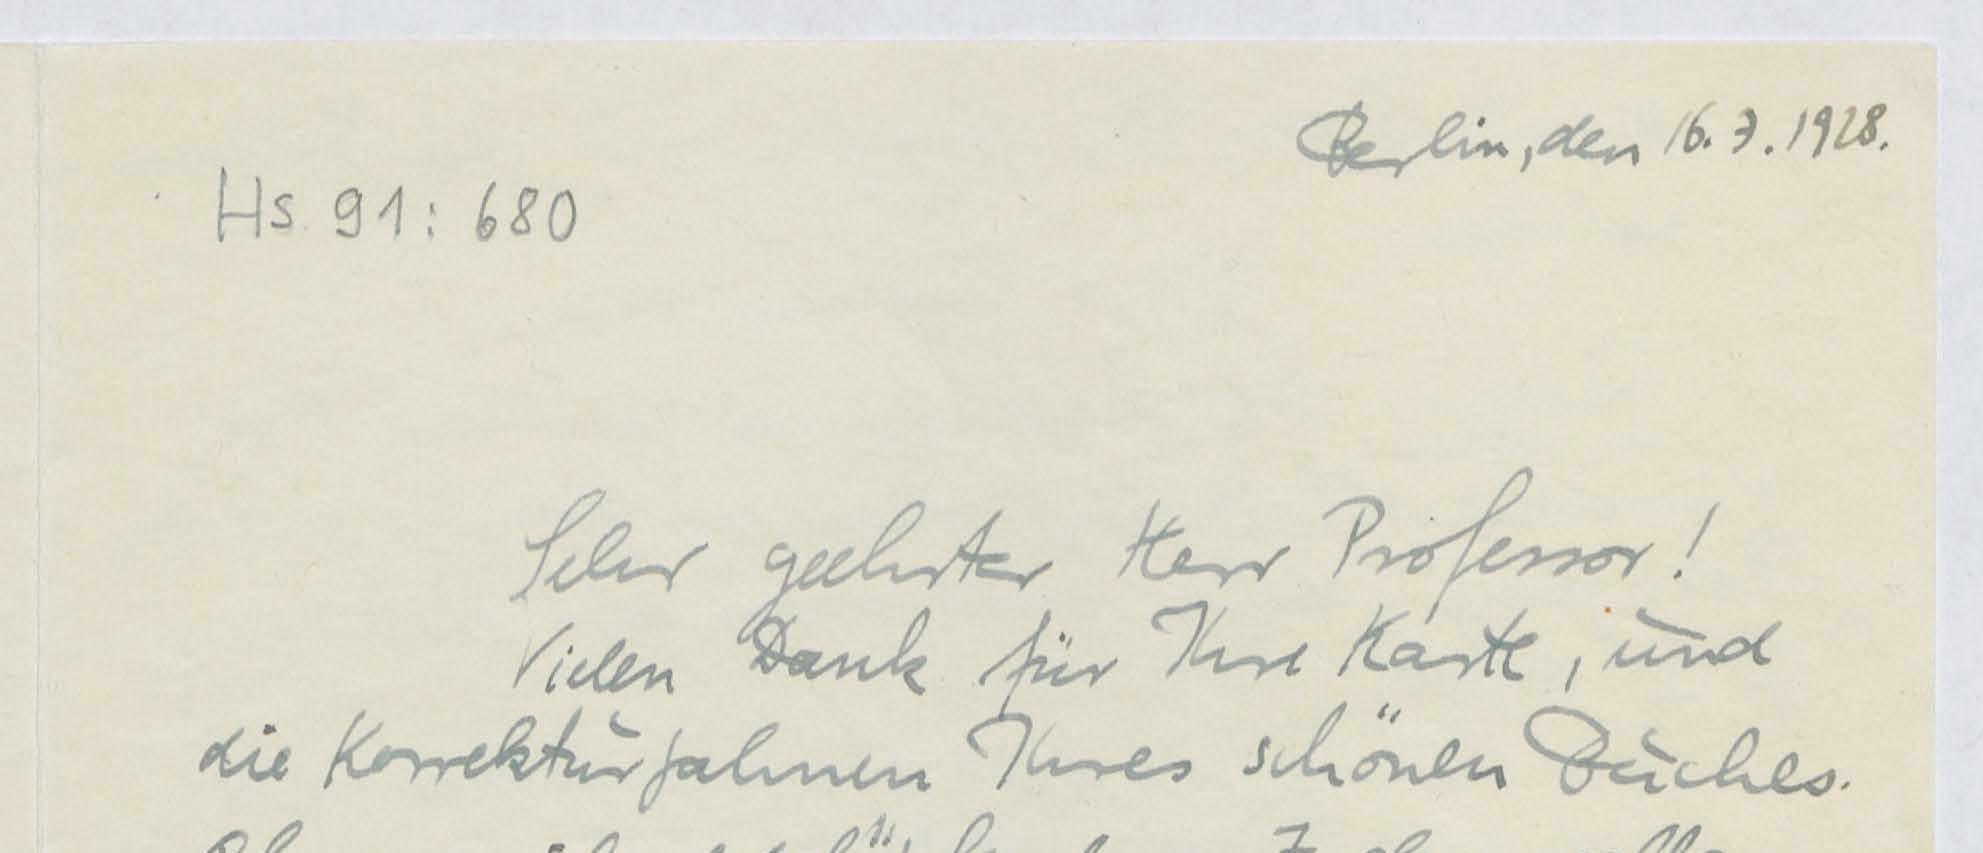 Berlin, den 16.7.1928.
Hs 91: 680
Sehr geehrter Herr Professor!
Vielen Dank für Ihre Karte, und
die Korrekturfahnen Ihres schönen Buches.